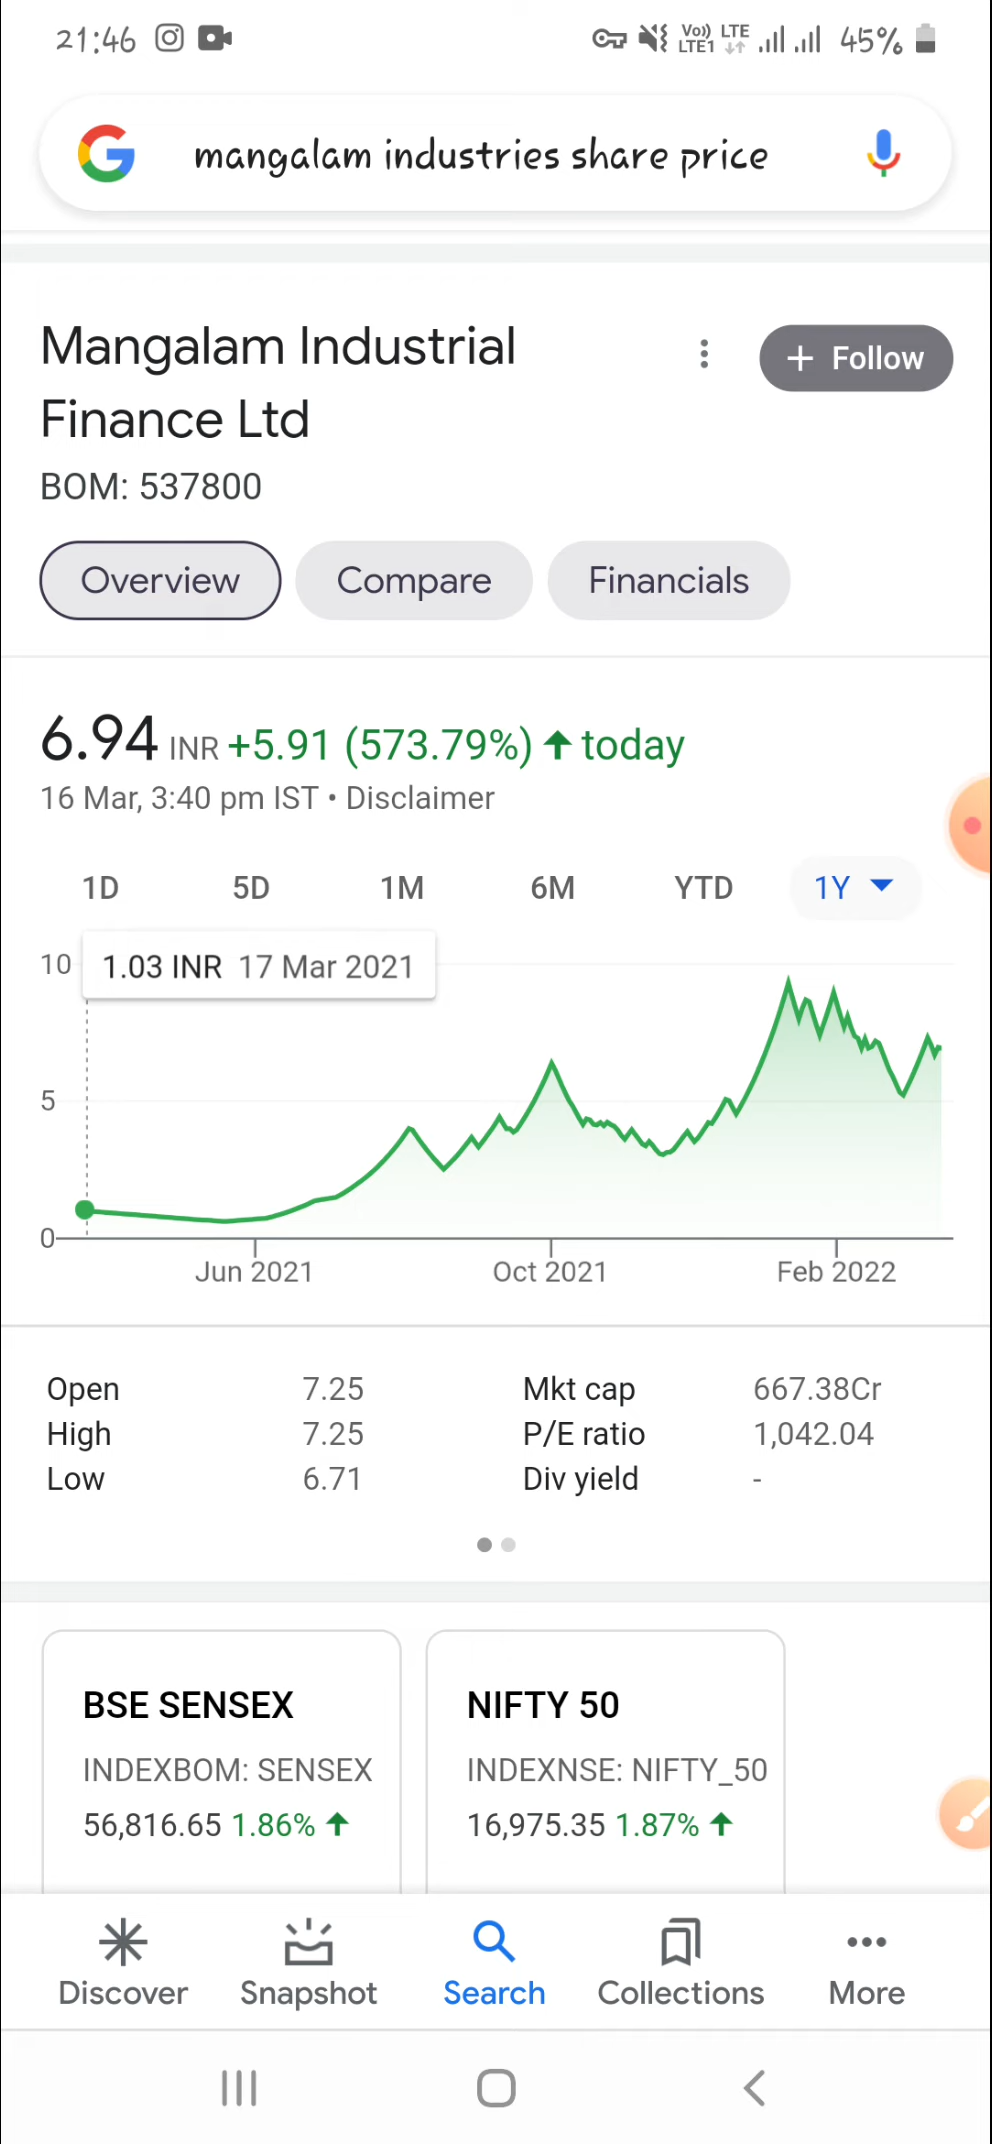 21:46 Vo)) LTE LTE1 45%
mangalam industries share price
Mangalam Industrial
Finance Ltd
+ Follow
BOM: 537800
Overview Compare Financials
6.94 INR +5.91 (573.79%) ↑ today
16 Mar, 3:40 pm IST • Disclaimer
1D 5D 1M 6M YTD 1Y
10
1.03 INR 17 Mar 2021
5
0
Jun 2021 Oct 2021 Feb 2022
Open 7.25 Mkt cap 667.38Cr
High 7.25 P/E ratio 1,042.04
Low 6.71 Div yield -
BSE SENSEX
INDEXBOM: SENSEX
56,816.65 1.86% ↑
NIFTY 50
INDEXNSE: NIFTY_50
16,975.35 1.87% ↑
Discover Snapshot Search Collections More